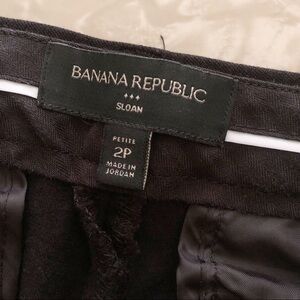 BANANA REPUBLIC
SLOAN
PETITE
2P
MADE IN
JORDAN